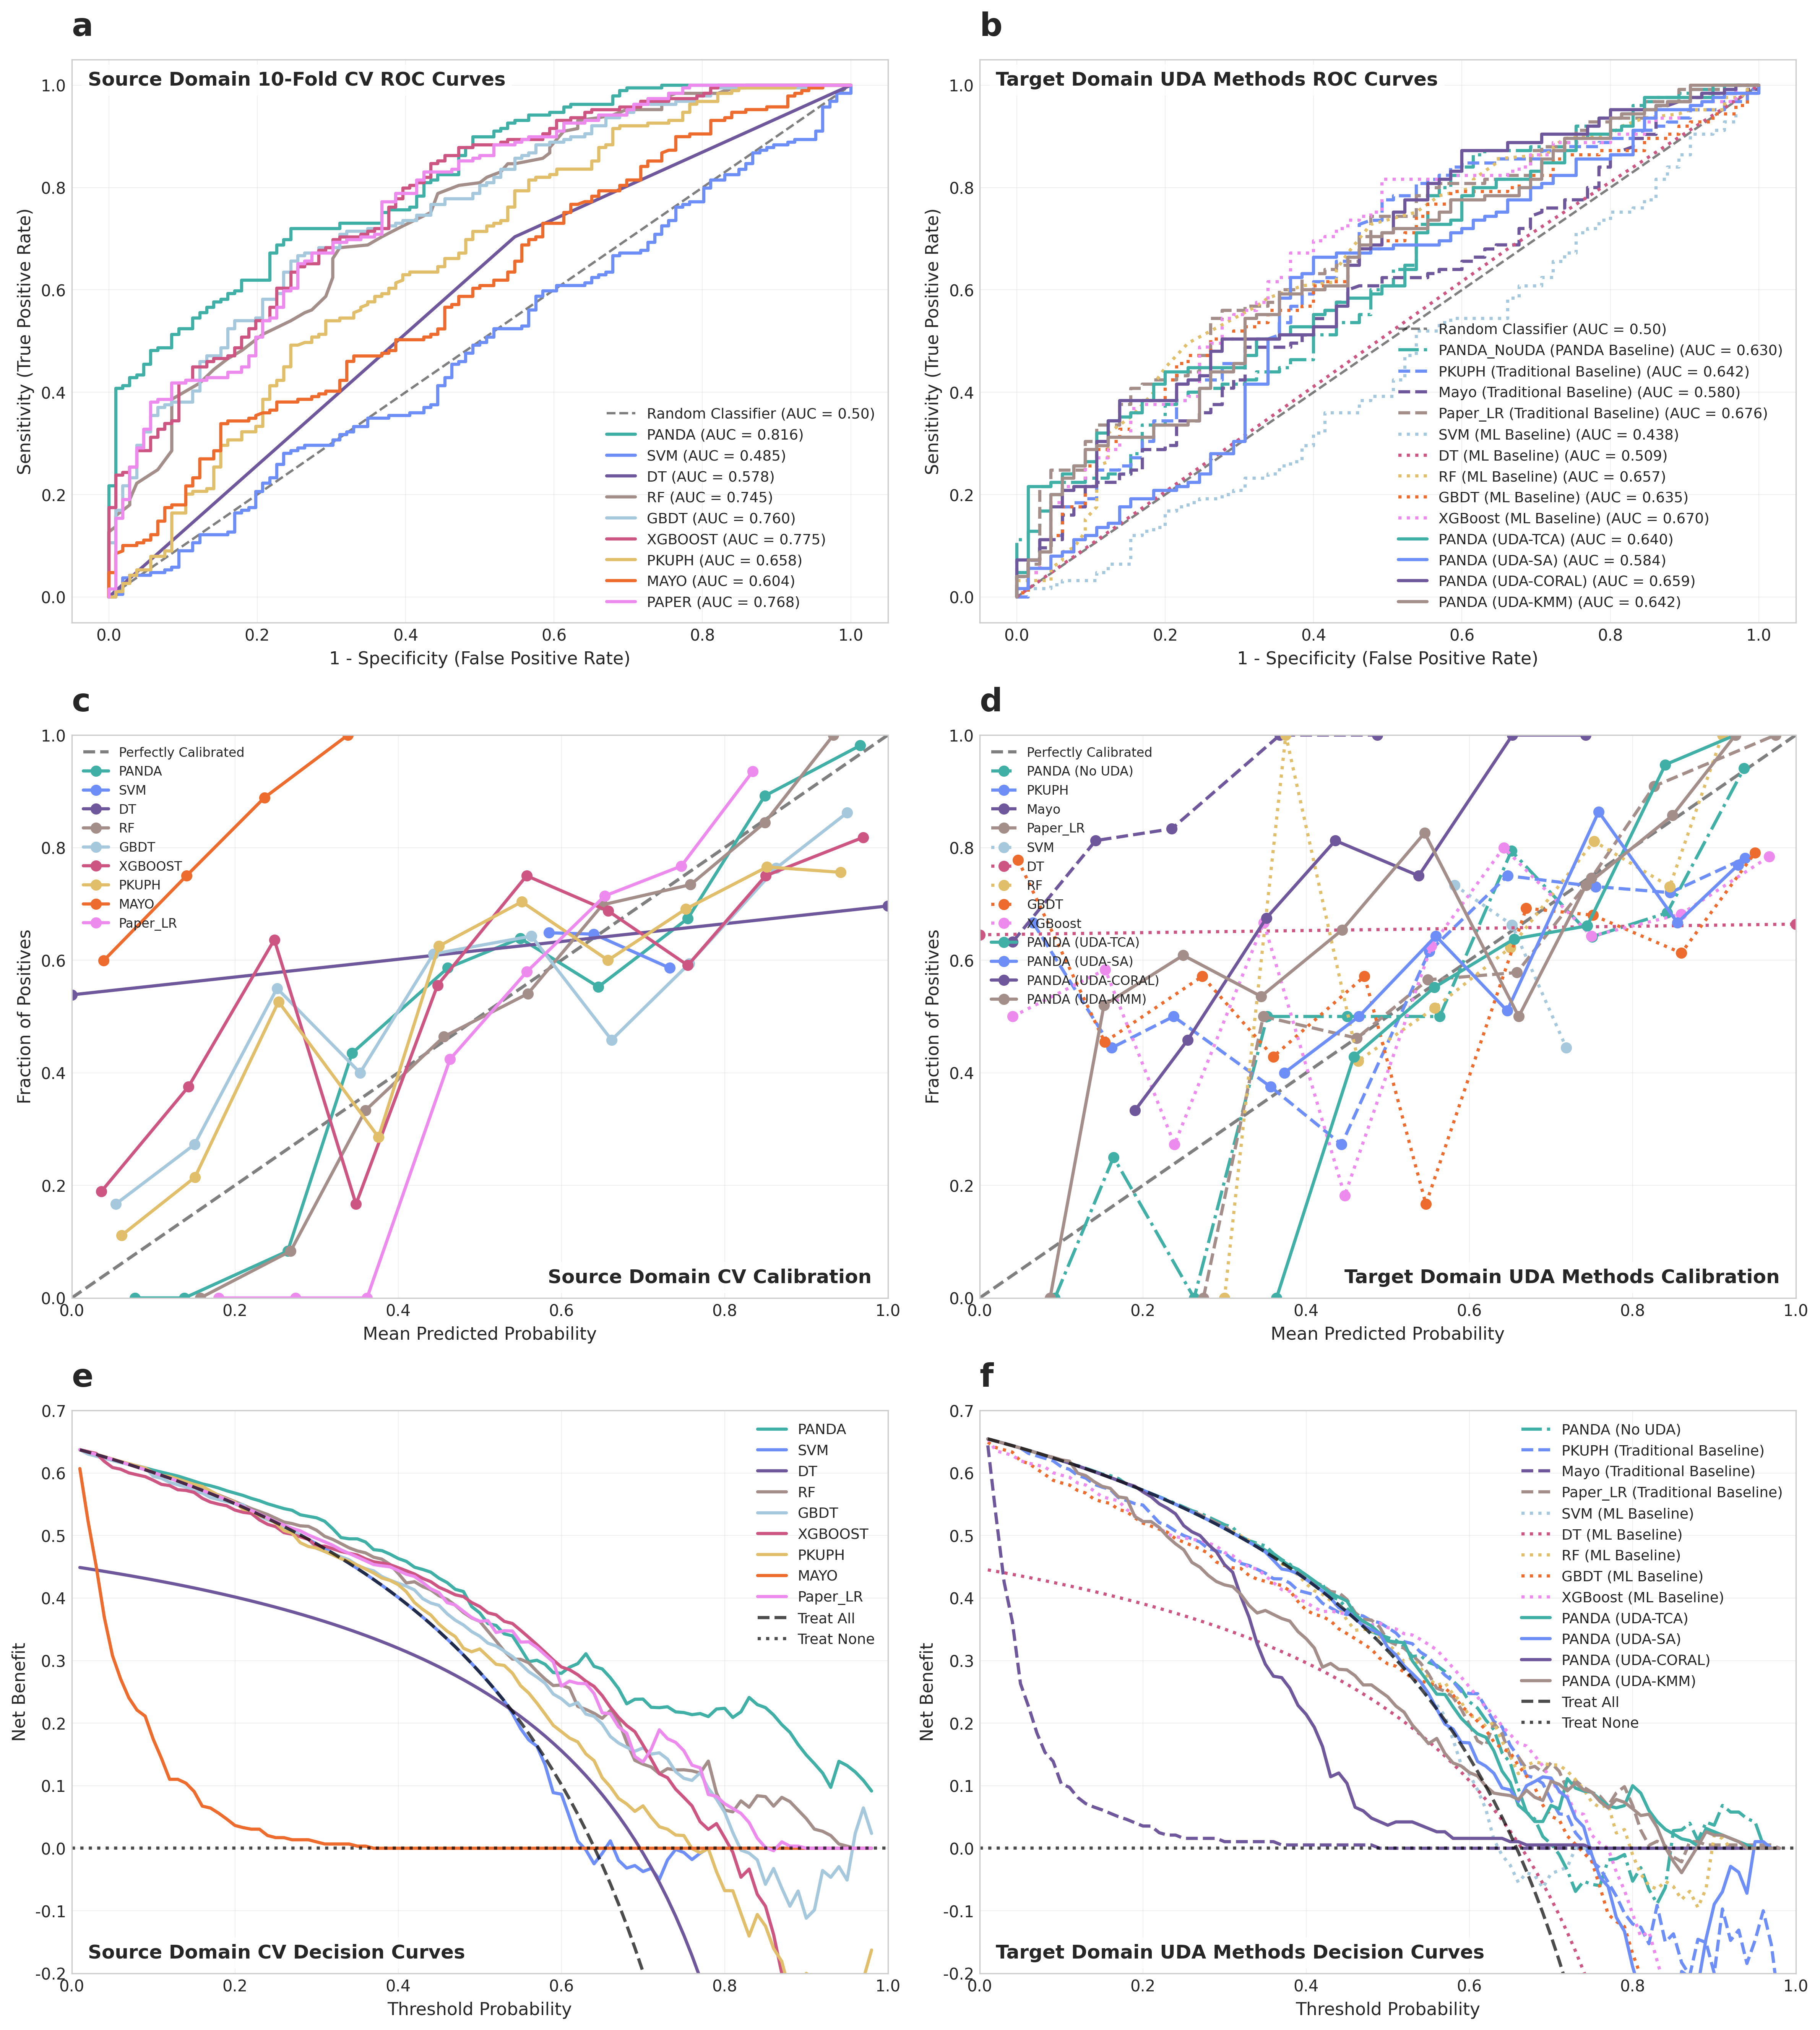 a
Source Domain 10-Fold CV ROC Curves
Sensitivity (True Positive Rate)
1.0
0.8
0.6
0.4
0.2
0.0
Random Classifier (AUC = 0.50)
PANDA (AUC = 0.816)
SVM (AUC = 0.485)
DT (AUC = 0.578)
RF (AUC = 0.745)
GBDT (AUC = 0.760)
XGBOOST (AUC = 0.775)
PKUPH (AUC = 0.658)
MAYO (AUC = 0.604)
PAPER (AUC = 0.768)
0.0 0.2 0.4 0.6 0.8 1.0
1 - Specificity (False Positive Rate)
b
Target Domain UDA Methods ROC Curves
Sensitivity (True Positive Rate)
1.0
0.8
0.6
0.4
0.2
0.0
Random Classifier (AUC = 0.50)
PANDA_NoUDA (PANDA Baseline) (AUC = 0.630)
PKUPH (Traditional Baseline) (AUC = 0.642)
Mayo (Traditional Baseline) (AUC = 0.580)
Paper_LR (Traditional Baseline) (AUC = 0.676)
SVM (ML Baseline) (AUC = 0.438)
DT (ML Baseline) (AUC = 0.509)
RF (ML Baseline) (AUC = 0.657)
GBDT (ML Baseline) (AUC = 0.635)
XGBoost (ML Baseline) (AUC = 0.670)
PANDA (UDA-TCA) (AUC = 0.640)
PANDA (UDA-SA) (AUC = 0.584)
PANDA (UDA-CORAL) (AUC = 0.659)
PANDA (UDA-KMM) (AUC = 0.642)
0.0 0.2 0.4 0.6 0.8 1.0
1 - Specificity (False Positive Rate)
c
Fraction of Positives
1.0
0.8
0.6
0.4
0.2
0.0
Perfectly Calibrated
PANDA
SVM
DT
RF
GBDT
XGBOOST
PKUPH
MAYO
Paper_LR
Source Domain CV Calibration
0.0 0.2 0.4 0.6 0.8 1.0
Mean Predicted Probability
d
Fraction of Positives
1.0
0.8
0.6
0.4
0.2
0.0
Perfectly Calibrated
PANDA (No UDA)
PKUPH
Mayo
Paper_LR
SVM
DT
RF
GBDT
XGBoost
PANDA (UDA-TCA)
PANDA (UDA-SA)
PANDA (UDA-CORAL)
PANDA (UDA-KMM)
Target Domain UDA Methods Calibration
0.0 0.2 0.4 0.6 0.8 1.0
Mean Predicted Probability
e
Net Benefit
0.7
0.6
0.5
0.4
0.3
0.2
0.1
0.0
-0.1
-0.2
PANDA
SVM
DT
RF
GBDT
XGBOOST
PKUPH
MAYO
Paper_LR
Treat All
Treat None
Source Domain CV Decision Curves
0.0 0.2 0.4 0.6 0.8 1.0
Threshold Probability
f
Net Benefit
0.7
0.6
0.5
0.4
0.3
0.2
0.1
0.0
-0.1
-0.2
PANDA (No UDA)
PKUPH (Traditional Baseline)
Mayo (Traditional Baseline)
Paper_LR (Traditional Baseline)
SVM (ML Baseline)
DT (ML Baseline)
RF (ML Baseline)
GBDT (ML Baseline)
XGBoost (ML Baseline)
PANDA (UDA-TCA)
PANDA (UDA-SA)
PANDA (UDA-CORAL)
PANDA (UDA-KMM)
Treat All
Treat None
Target Domain UDA Methods Decision Curves
0.0 0.2 0.4 0.6 0.8 1.0
Threshold Probability